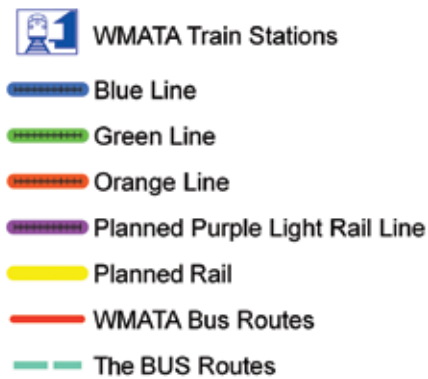 WMATA Train Stations
Blue Line
Green Line
Orange Line
Planned Purple Light Rail Line
Planned Rail
WMATA Bus Routes
The BUS Routes